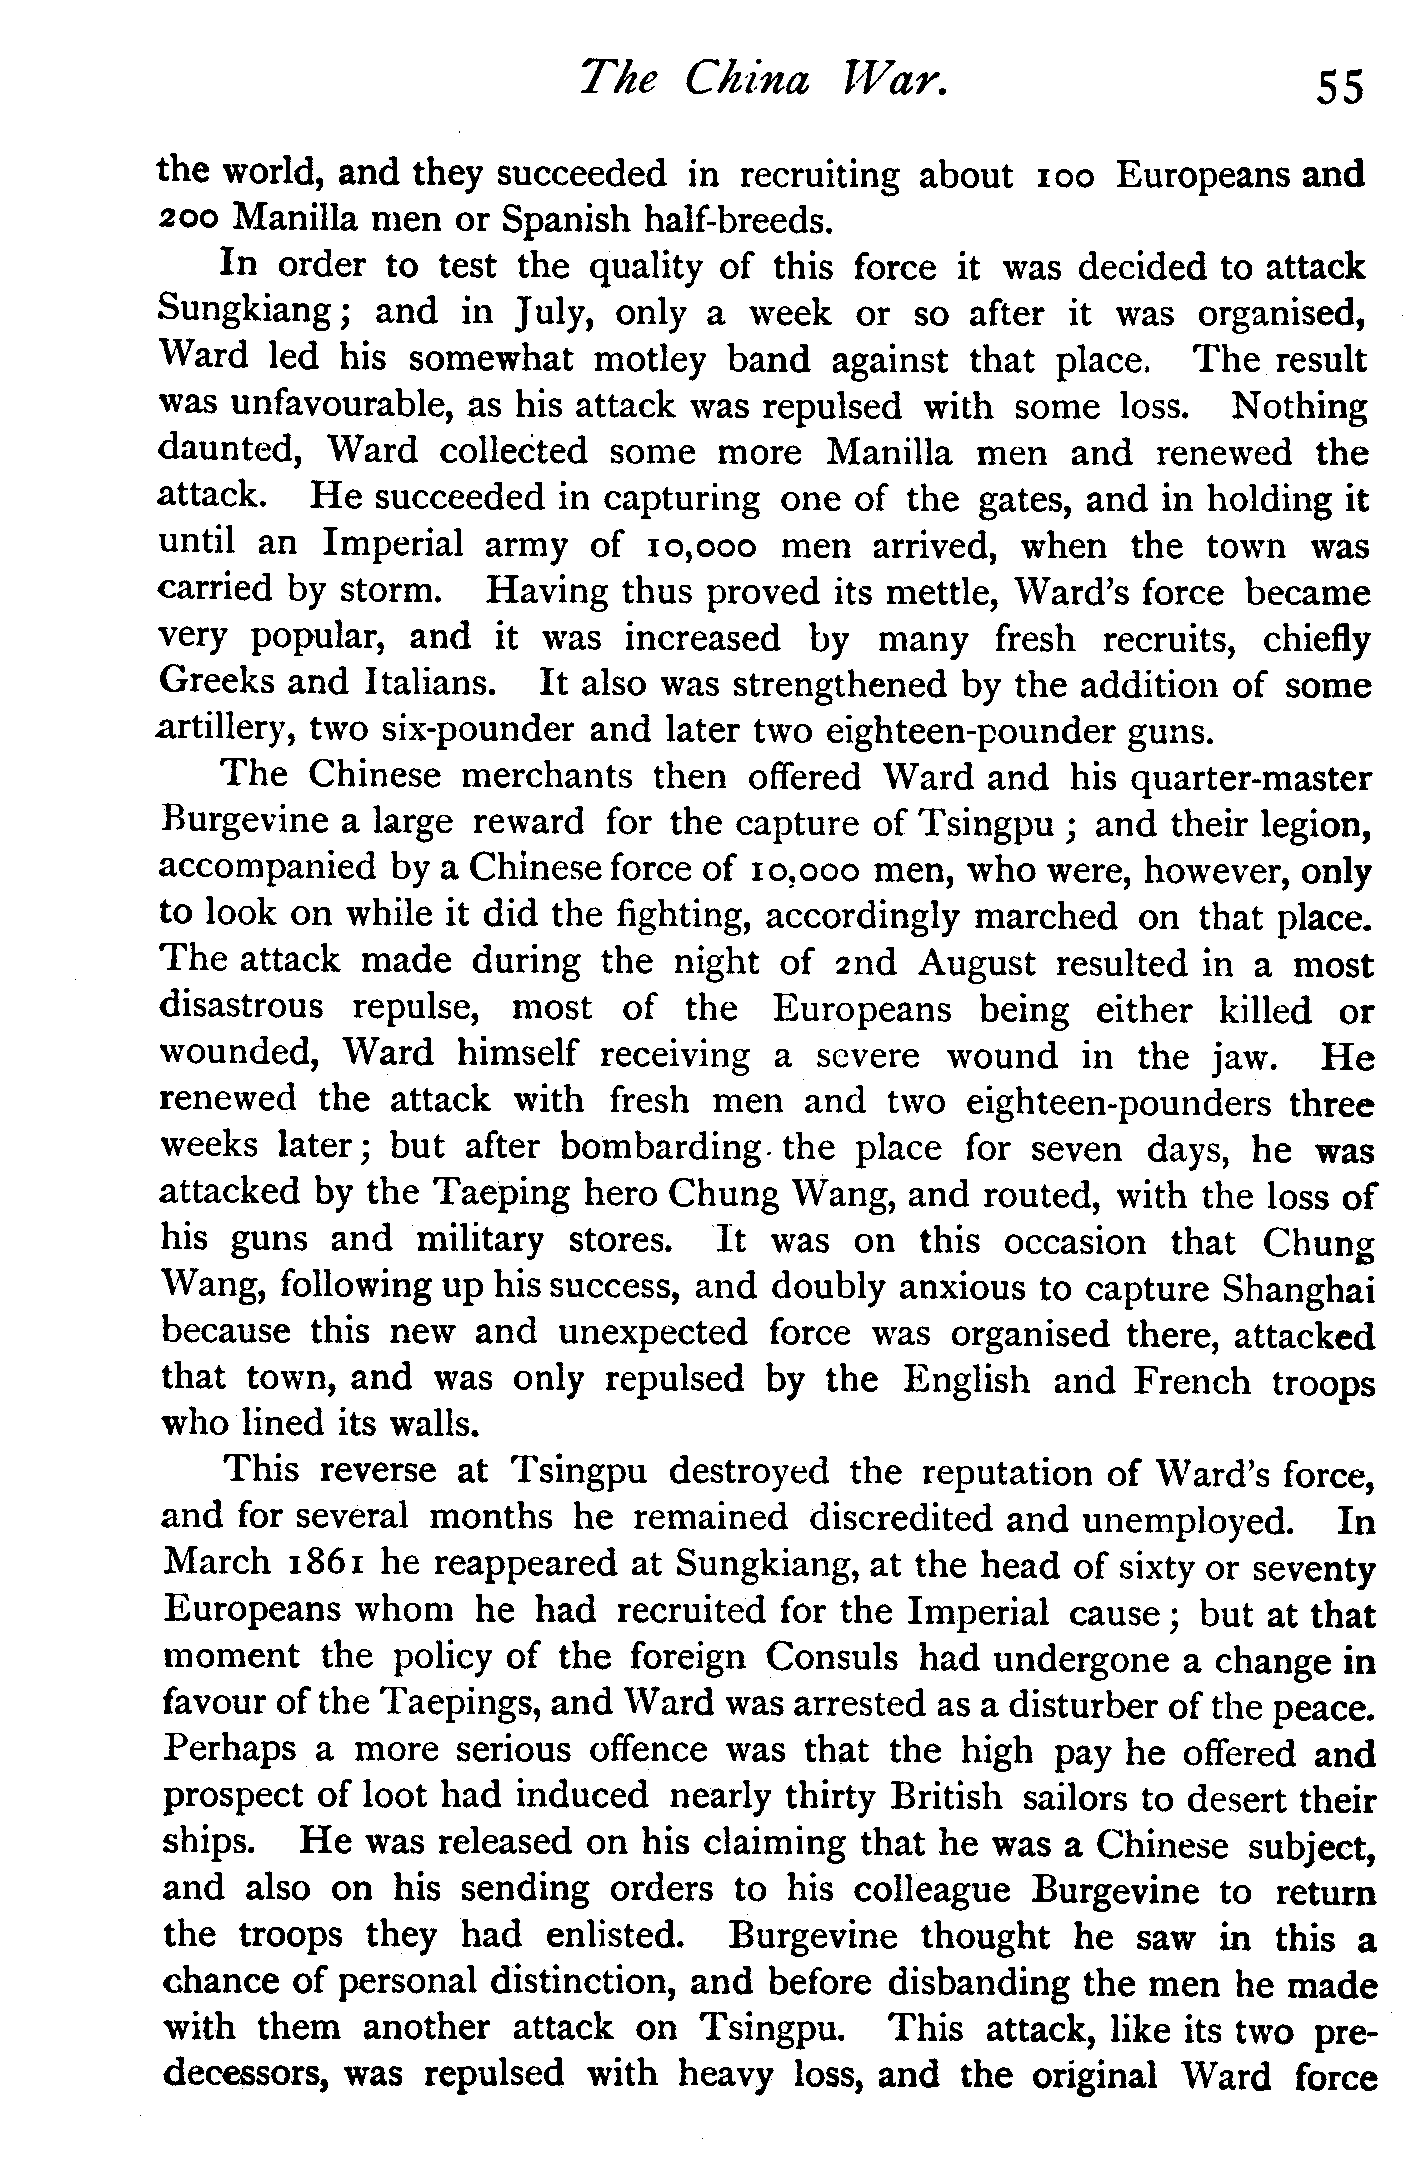 The China War.
55
the world, and they succeeded in recruiting about 100 Europeans and
200 Manilla men or Spanish half-breeds.
In order to test the quality of this force it was decided to attack
Sungkiang; and in July, only a week or so after it was organised,
Ward led his somewhat motley band against that place. The result
was unfavourable, as his attack was repulsed with some loss. Nothing
daunted, Ward collected some more Manilla men and renewed the
attack. He succeeded in capturing one of the gates, and in holding it
until an Imperial army of 10,000 men arrived, when the town was
carried by storm. Having thus proved its mettle, Ward's force became
very popular, and it was increased by many fresh recruits, chiefly
Greeks and Italians. It also was strengthened by the addition of some
artillery, two six-pounder and later two eighteen-pounder guns.
The Chinese merchants then offered Ward and his quarter-master
Burgevine a large reward for the capture of Tsingpu; and their legion,
accompanied by a Chinese force of 10,000 men, who were, however, only
to look on while it did the fighting, accordingly marched on that place.
The attack made during the night of 2nd August resulted in a most
disastrous repulse, most of the Europeans being either killed or
wounded, Ward himself receiving a severe wound in the jaw. He
renewed the attack with fresh men and two eighteen-pounders three
weeks later; but after bombarding the place for seven days, he was
attacked by the Taeping hero Chung Wang, and routed, with the loss of
his guns and military stores. It was on this occasion that Chung
Wang, following up his success, and doubly anxious to capture Shanghai
because this new and unexpected force was organised there, attacked
that town, and was only repulsed by the English and French troops
who lined its walls.
This reverse at Tsingpu destroyed the reputation of Ward's force,
and for several months he remained discredited and unemployed. In
March 1861 he reappeared at Sungkiang, at the head of sixty or seventy
Europeans whom he had recruited for the Imperial cause; but at that
moment the policy of the foreign Consuls had undergone a change in
favour of the Taepings, and Ward was arrested as a disturber of the peace.
Perhaps a more serious offence was that the high pay he offered and
prospect of loot had induced nearly thirty British sailors to desert their
ships. He was released on his claiming that he was a Chinese subject,
and also on his sending orders to his colleague Burgevine to return
the troops they had enlisted. Burgevine thought he saw in this a
chance of personal distinction, and before disbanding the men he made
with them another attack on Tsingpu. This attack, like its two pre-
decessors, was repulsed with heavy loss, and the original Ward force